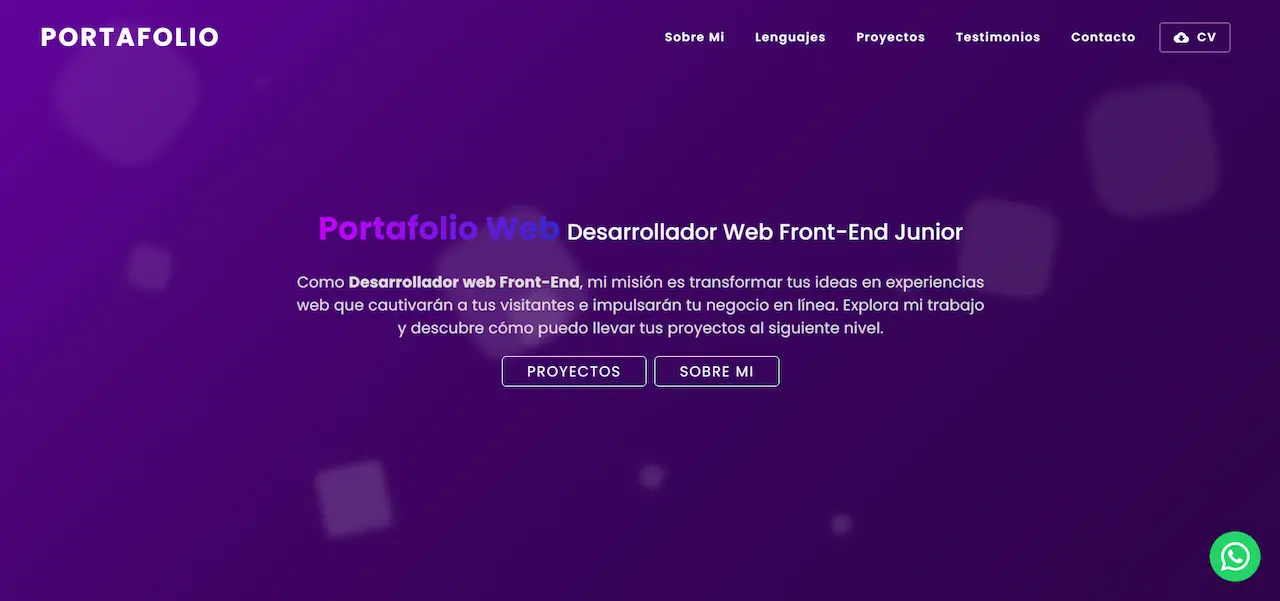 PORTAFOLIO
Sobre Mi
Lenguajes
Proyectos
Testimonios
Contacto
CV
Portafolio Web Desarrollador Web Front-End Junior
Como Desarrollador web Front-End, mi misión es transformar tus ideas en experiencias
web que cautivarán a tus visitantes e impulsarán tu negocio en línea. Explora mi trabajo
y descubre cómo puedo llevar tus proyectos al siguiente nivel.
PROYECTOS
SOBRE MI